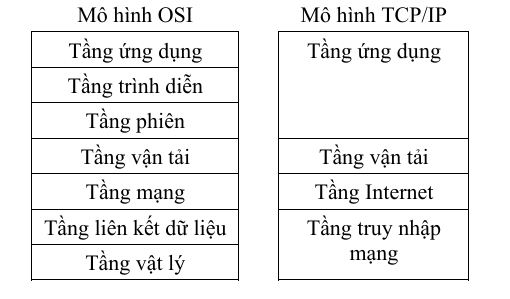 Mô hình OSI
Tầng ứng dụng
Tầng trình diễn
Tầng phiên
Tầng vận tải
Tầng mạng
Tầng liên kết dữ liệu
Tầng vật lý
Mô hình TCP/IP
Tầng ứng dụng
Tầng vận tải
Tầng Internet
Tầng truy nhập
mạng